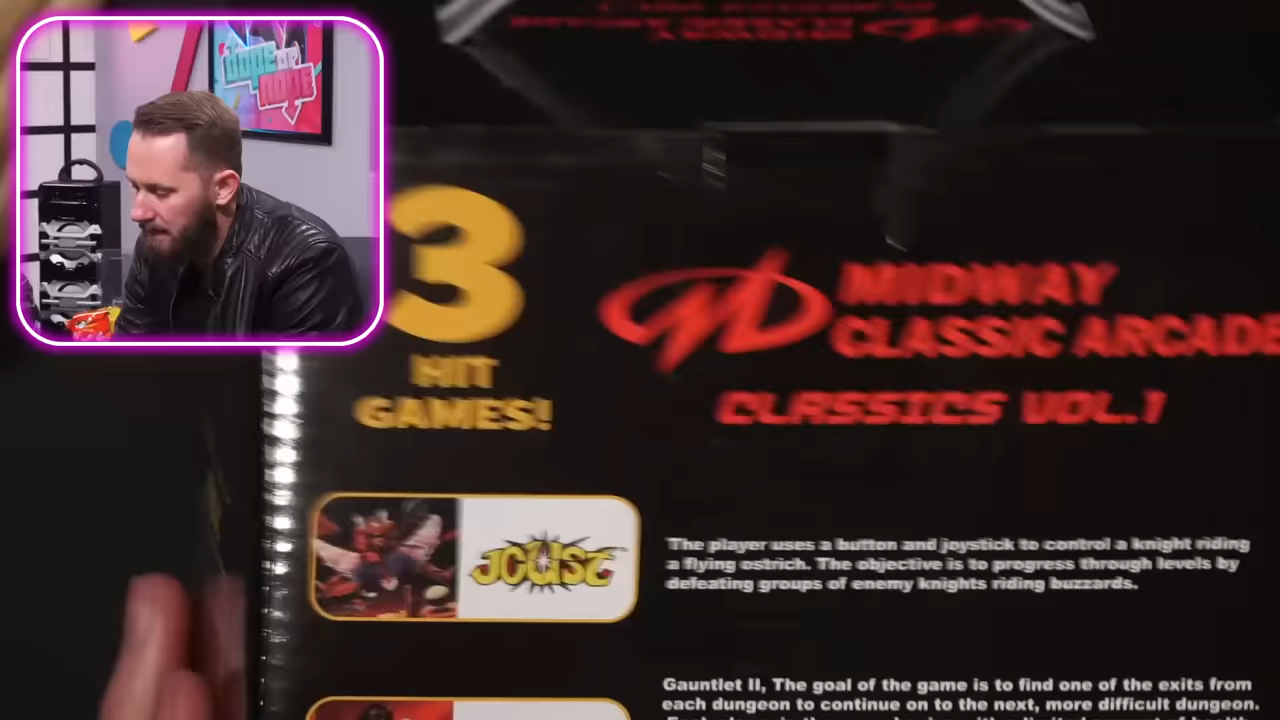 DOPE OR
NOPE
3
HIT
GAMES!
MIDWAY
CLASSIC ARCADE
CLASSICS VOL.1
JOUST
The player uses a button and joystick to control a knight riding
a flying ostrich. The objective is to progress through levels by
defeating groups of enemy knights riding buzzards.
Gauntlet II, The goal of the game is to find one of the exits from
each dungeon to continue on to the next, more difficult dungeon.